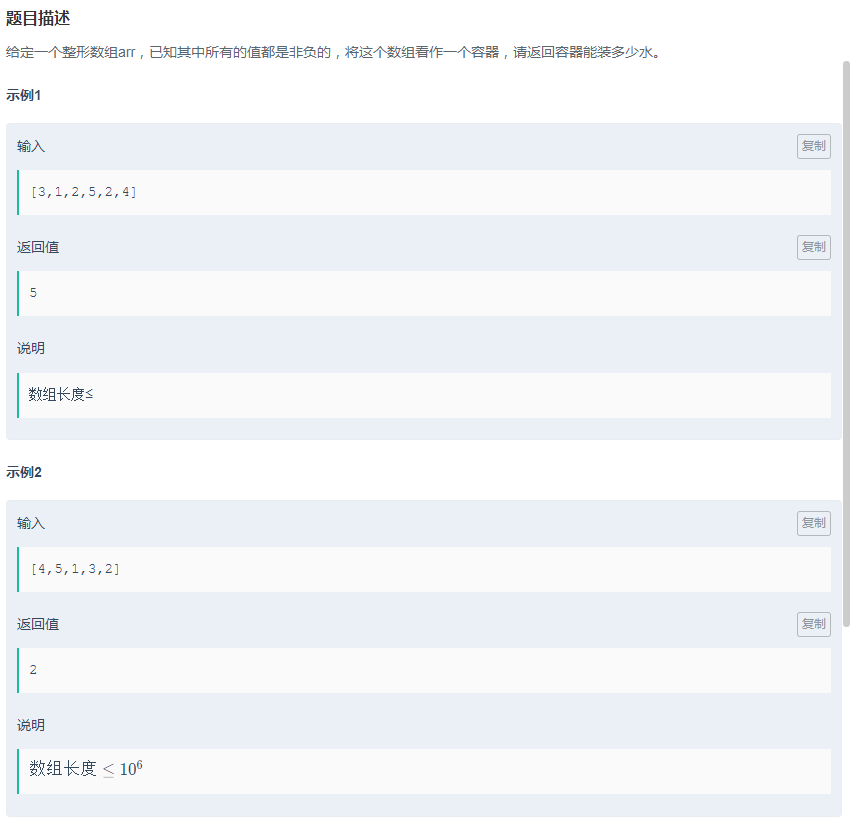 题目描述
给定一个整形数组arr，已知其中所有的值都是非负的，将这个数组看作一个容器，请返回容器能装多少水。
示例1
输入 复制
[3,1,2,5,2,4]
返回值 复制
5
说明
数组长度≤
示例2
输入 复制
[4,5,1,3,2]
返回值 复制
2
说明
数组长度 ≤ 10⁶